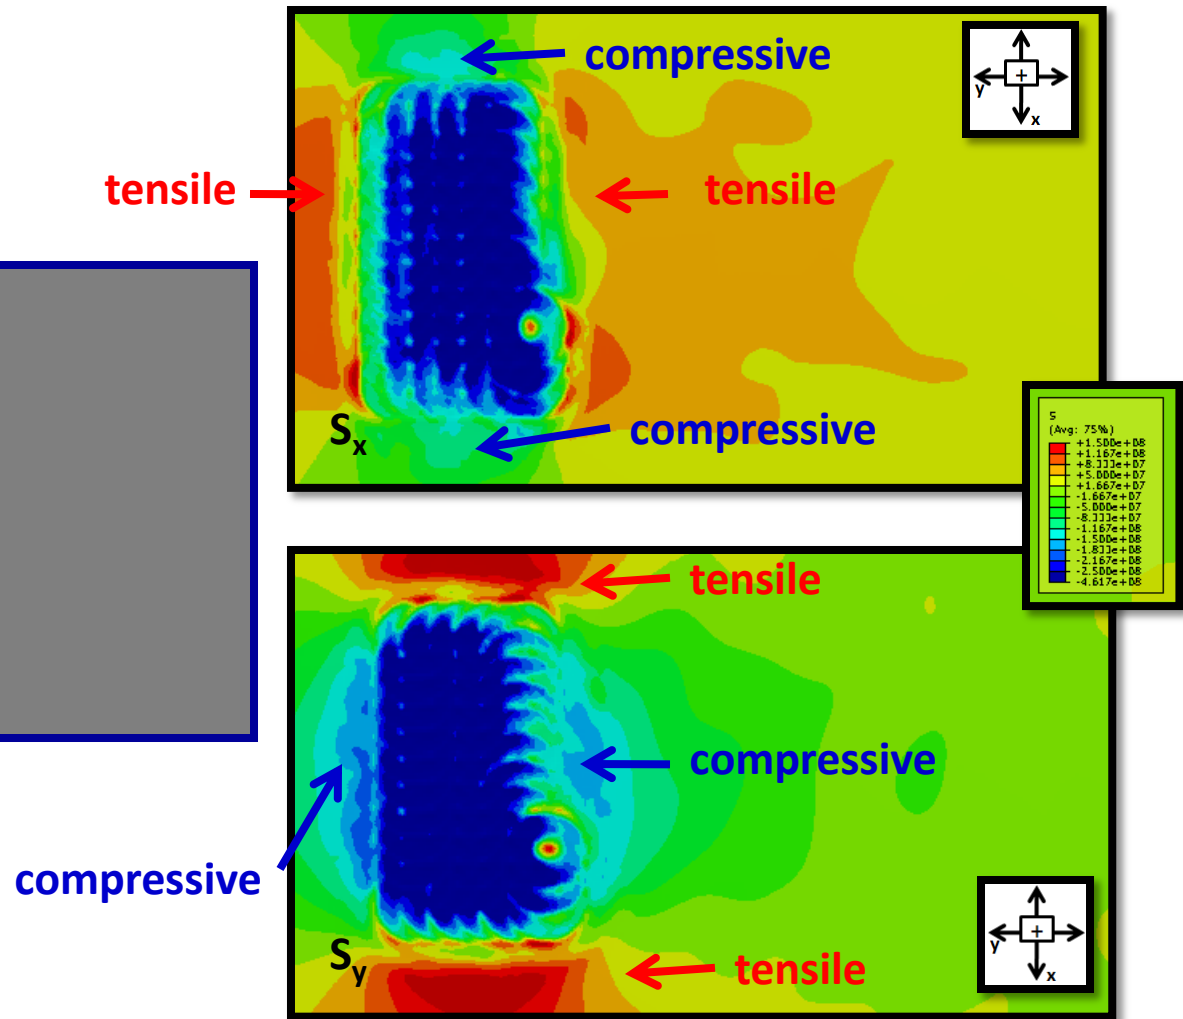 compressive
y
+
x
tensile
tensile
S
(Avg: 75%)
+1.500e+08
+1.167e+08
+8.333e+07
+5.000e+07
+1.667e+07
-1.667e+07
-5.000e+07
-8.333e+07
-1.167e+08
-1.500e+08
-1.833e+08
-2.167e+08
-2.500e+08
-4.617e+08
Sx
compressive
tensile
compressive
compressive
Sy
tensile
y
+
x